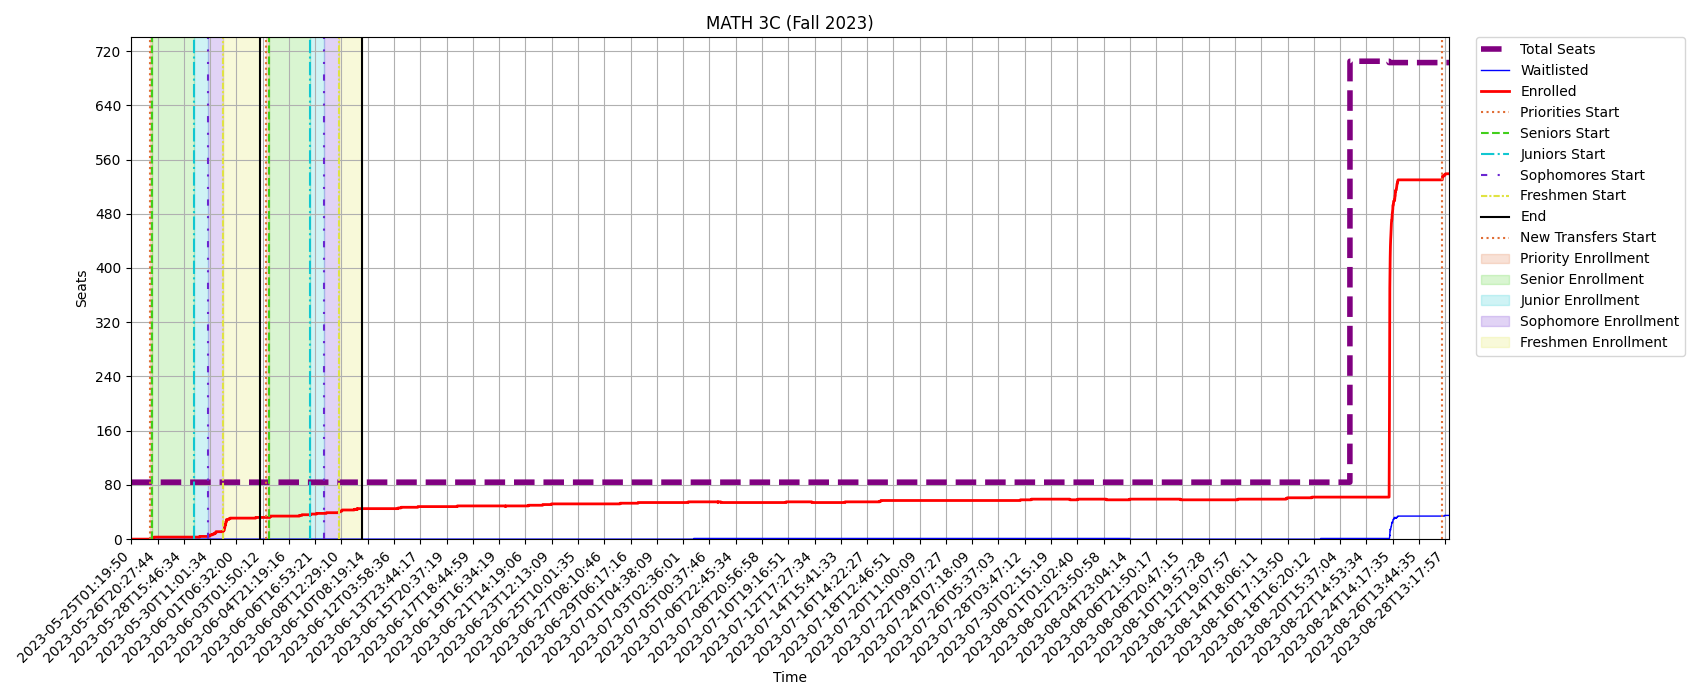 MATH 3C (Fall 2023)
Seats
720
640
560
480
400
320
240
160
80
0
2023-05-25T01:19:50
2023-05-26T20:27:44
2023-05-28T15:46:34
2023-05-30T11:01:34
2023-06-01T06:32:00
2023-06-03T01:50:12
2023-06-04T21:19:16
2023-06-06T16:53:21
2023-06-08T12:29:10
2023-06-10T08:19:14
2023-06-12T03:58:36
2023-06-13T23:44:17
2023-06-15T20:37:19
2023-06-17T18:44:59
2023-06-19T16:34:19
2023-06-21T14:19:06
2023-06-23T12:13:09
2023-06-25T10:01:35
2023-06-27T08:10:46
2023-06-29T06:17:16
2023-07-01T04:38:09
2023-07-03T02:36:01
2023-07-05T00:37:46
2023-07-06T22:45:34
2023-07-08T20:56:58
2023-07-10T19:16:51
2023-07-12T17:27:34
2023-07-14T15:41:33
2023-07-16T14:22:27
2023-07-18T12:46:51
2023-07-20T11:00:09
2023-07-22T09:07:27
2023-07-24T07:18:09
2023-07-26T05:37:03
2023-07-28T03:47:12
2023-07-30T02:15:19
2023-08-01T01:02:40
2023-08-02T23:50:58
2023-08-04T23:04:14
2023-08-06T21:50:17
2023-08-08T20:47:15
2023-08-10T19:57:28
2023-08-12T19:07:57
2023-08-14T18:06:11
2023-08-16T17:13:50
2023-08-18T16:20:12
2023-08-20T15:37:04
2023-08-22T14:53:34
2023-08-24T14:17:35
2023-08-26T13:44:35
2023-08-28T13:17:57
Time
Total Seats
Waitlisted
Enrolled
Priorities Start
Seniors Start
Juniors Start
Sophomores Start
Freshmen Start
End
New Transfers Start
Priority Enrollment
Senior Enrollment
Junior Enrollment
Sophomore Enrollment
Freshmen Enrollment